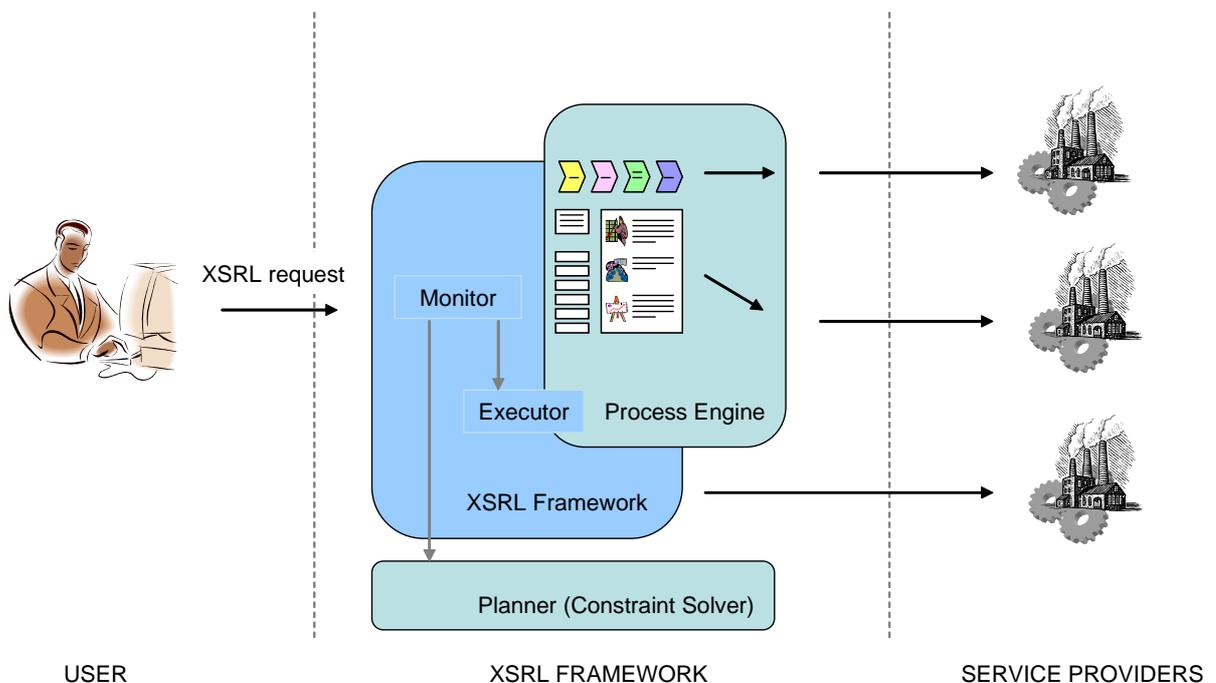 XSRL request
Monitor
Executor
Process Engine
XSRL Framework
Planner (Constraint Solver)
USER
XSRL FRAMEWORK
SERVICE PROVIDERS